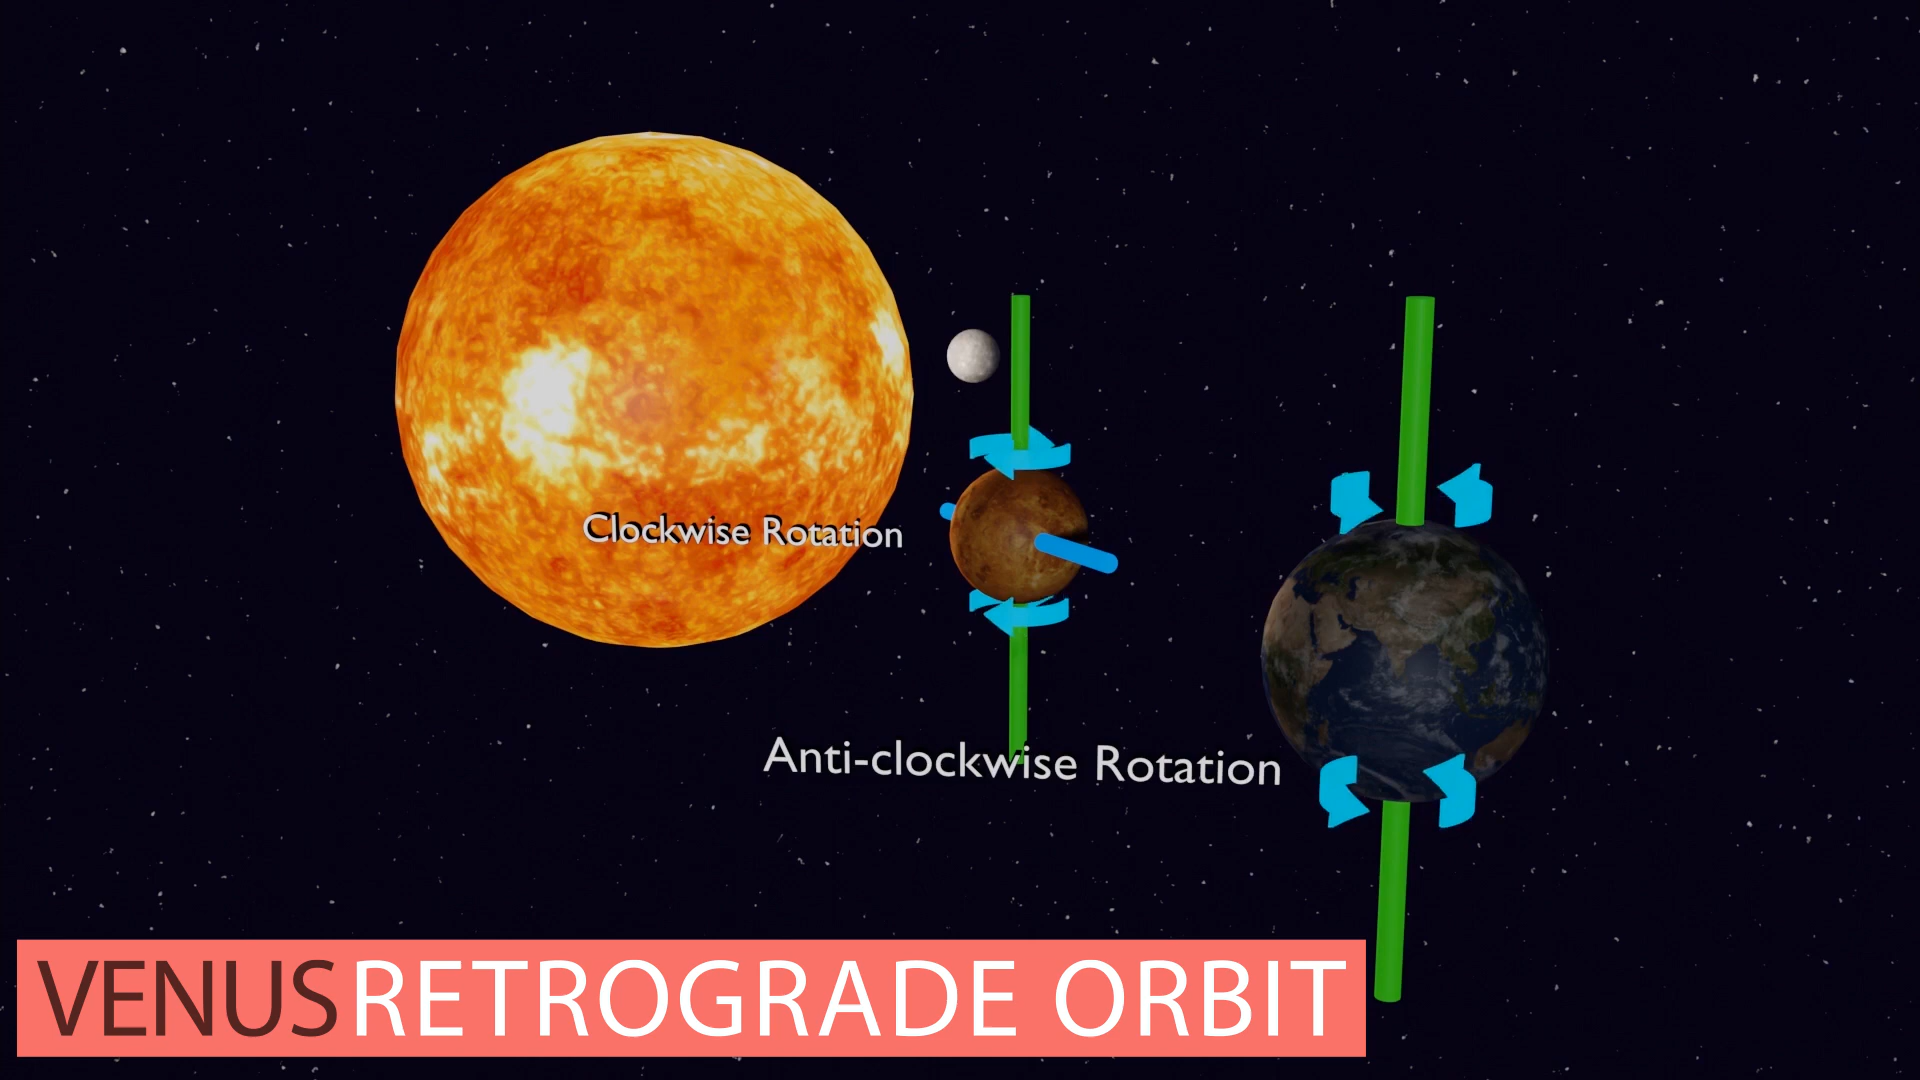 Clockwise Rotation
Anti-clockwise Rotation
VENUS RETROGRADE ORBIT